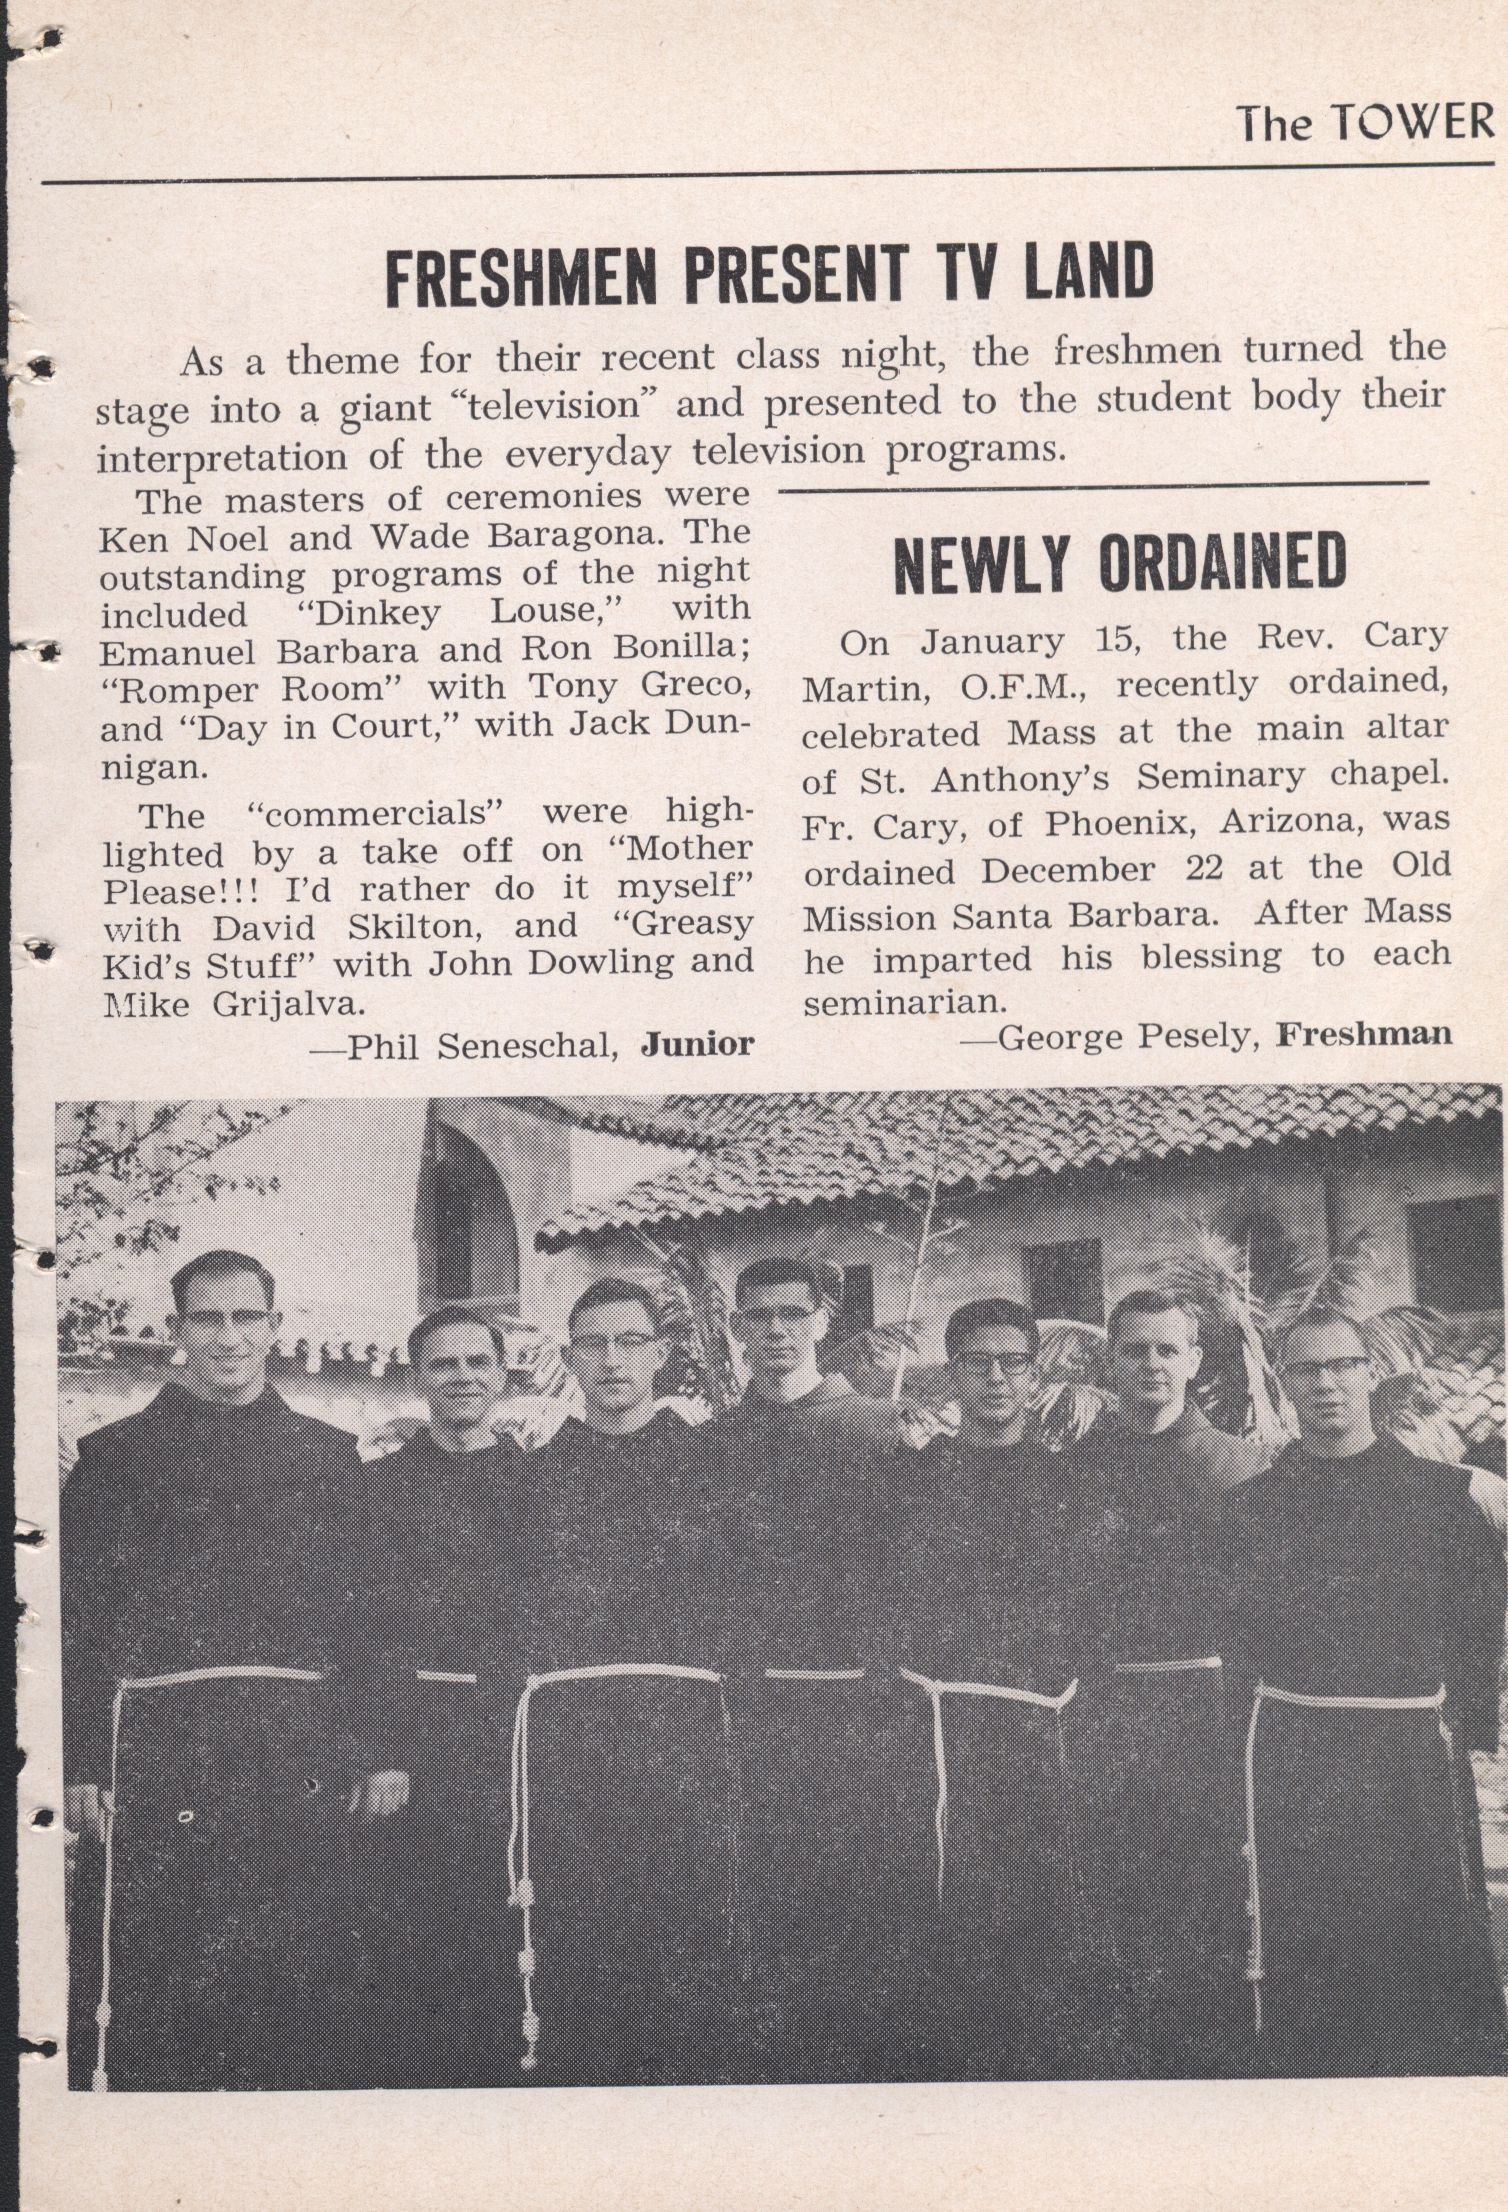 The TOWER
FRESHMEN PRESENT TV LAND
As a theme for their recent class night, the freshmen turned the
stage into a giant “television” and presented to the student body their
interpretation of the everyday television programs.
The masters of ceremonies were
Ken Noel and Wade Baragona. The
outstanding programs of the night
included “Dinkey Louse,” with
Emanuel Barbara and Ron Bonilla;
“Romper Room” with Tony Greco,
and “Day in Court,” with Jack Dun-
nigan.
The “commercials” were high-
lighted by a take off on “Mother
Please!!! I’d rather do it myself”
with David Skilton, and “Greasy
Kid’s Stuff” with John Dowling and
Mike Grijalva.
—Phil Seneschal, Junior
NEWLY ORDAINED
On January 15, the Rev. Cary
Martin, O.F.M., recently ordained,
celebrated Mass at the main altar
of St. Anthony’s Seminary chapel.
Fr. Cary, of Phoenix, Arizona, was
ordained December 22 at the Old
Mission Santa Barbara. After Mass
he imparted his blessing to each
seminarian.
—George Pesely, Freshman